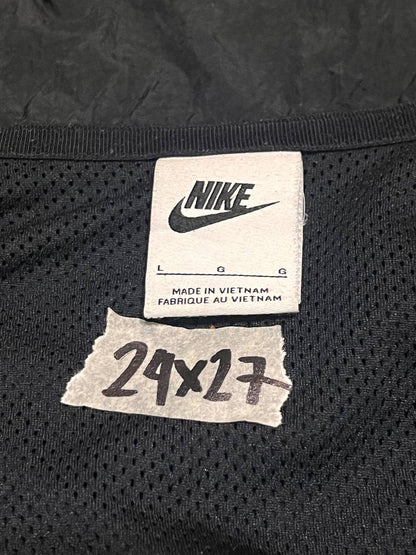 NIKE
L G G
MADE IN VIETNAM
FABRIQUE AU VIETNAM
24x27